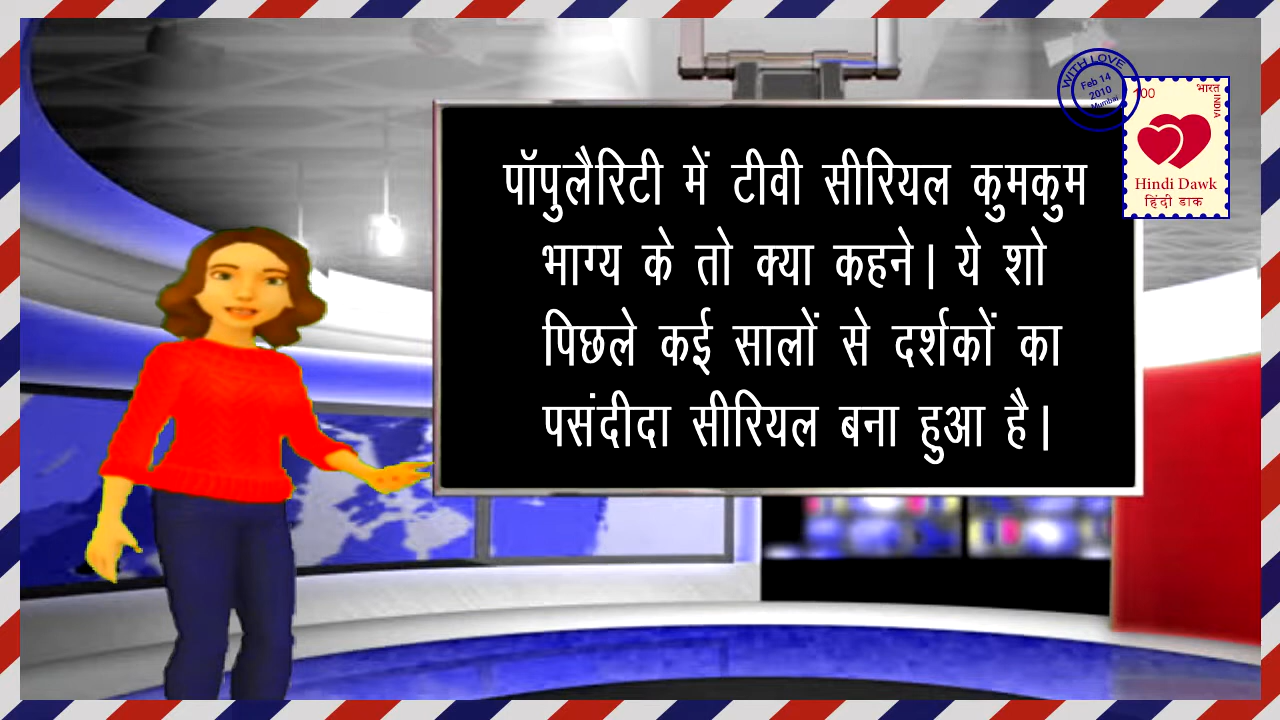 WITH LOVE
Feb 14
2010
Mumbai
100
भारत
INDIA
Hindi Dawk
हिंदी डाक
पॉपुलैरिटी में टीवी सीरियल कुमकुम
भाग्य के तो क्या कहने। ये शो
पिछले कई सालों से दर्शकों का
पसंदीदा सीरियल बना हुआ है।